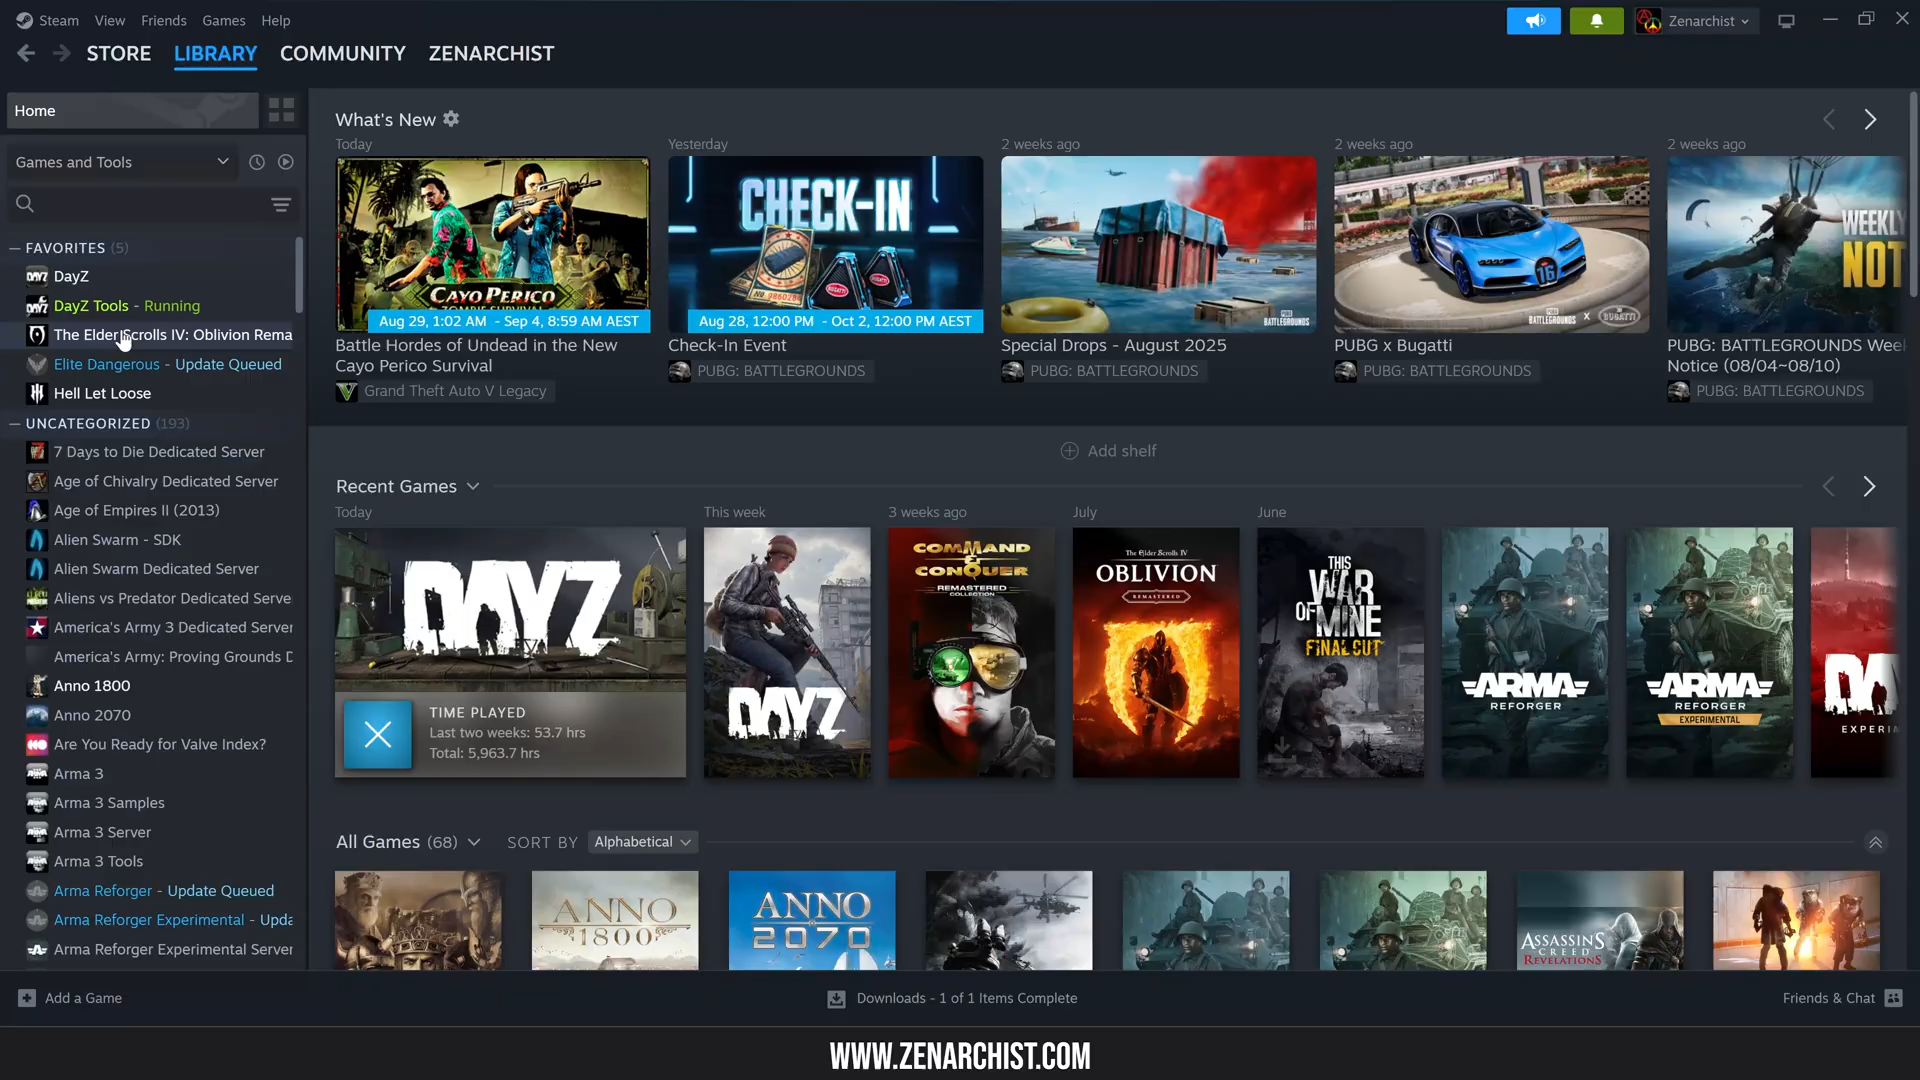 Steam View Friends Games Help
Zenarchist
STORE LIBRARY COMMUNITY ZENARCHIST
Home
Games and Tools
FAVORITES (5)
DayZ
DayZ Tools - Running
The Elder Scrolls IV: Oblivion Rema
Elite Dangerous - Update Queued
Hell Let Loose
UNCATEGORIZED (193)
7 Days to Die Dedicated Server
Age of Chivalry Dedicated Server
Age of Empires II (2013)
Alien Swarm - SDK
Alien Swarm Dedicated Server
Aliens vs Predator Dedicated Serve
America's Army 3 Dedicated Server
America's Army: Proving Grounds D
Anno 1800
Anno 2070
Are You Ready for Valve Index?
Arma 3
Arma 3 Samples
Arma 3 Server
Arma 3 Tools
Arma Reforger - Update Queued
Arma Reforger Experimental - Upda
Arma Reforger Experimental Server
What's New
Today
CAYO PERICO
Aug 29, 1:02 AM - Sep 4, 8:59 AM AEST
Battle Hordes of Undead in the New
Cayo Perico Survival
Grand Theft Auto V Legacy
Yesterday
CHECK-IN
Aug 28, 12:00 PM - Oct 2, 12:00 PM AEST
Check-In Event
PUBG: BATTLEGROUNDS
2 weeks ago
BATTLEGROUNDS
Special Drops - August 2025
PUBG: BATTLEGROUNDS
2 weeks ago
16
BATTLEGROUNDS X BUGATTI
PUBG x Bugatti
PUBG: BATTLEGROUNDS
2 weeks ago
WEEKLY
NOT
PUBG: BATTLEGROUNDS Wee
Notice (08/04~08/10)
PUBG: BATTLEGROUNDS
Add shelf
Recent Games
Today
DAYZ
TIME PLAYED
Last two weeks: 53.7 hrs
Total: 5,963.7 hrs
This week
DAYZ
3 weeks ago
COMMAND
& CONQUER
REMASTERED
COLLECTION
July
The Elder Scrolls IV
OBLIVION
REMASTERED
June
THIS
WAR
OF MINE
FINAL CUT
ARMA
REFORGER
ARMA
REFORGER
EXPERIMENTAL
DA
EXPERIM
All Games (68) SORT BY Alphabetical
ANNO
1800
ANNO
2070
ASSASSIN'S
CREED
REVELATIONS
Add a Game
Downloads - 1 of 1 Items Complete
Friends & Chat
WWW.ZENARCHIST.COM